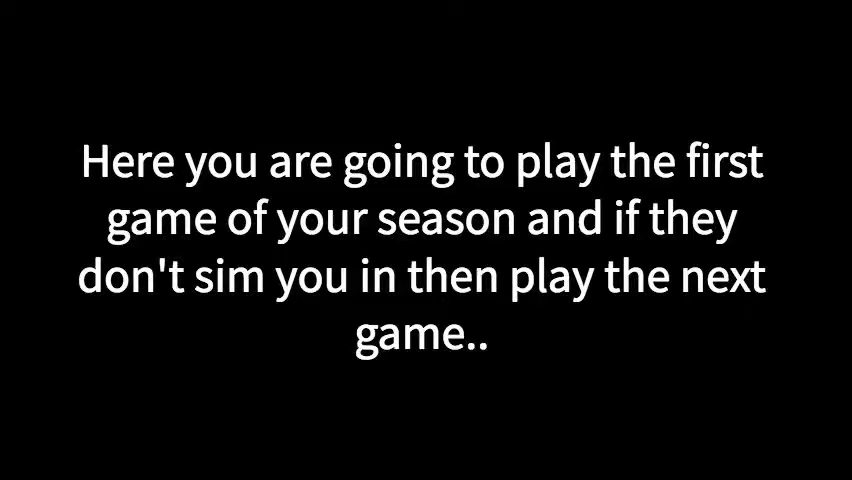 Here you are going to play the first
game of your season and if they
don't sim you in then play the next
game..